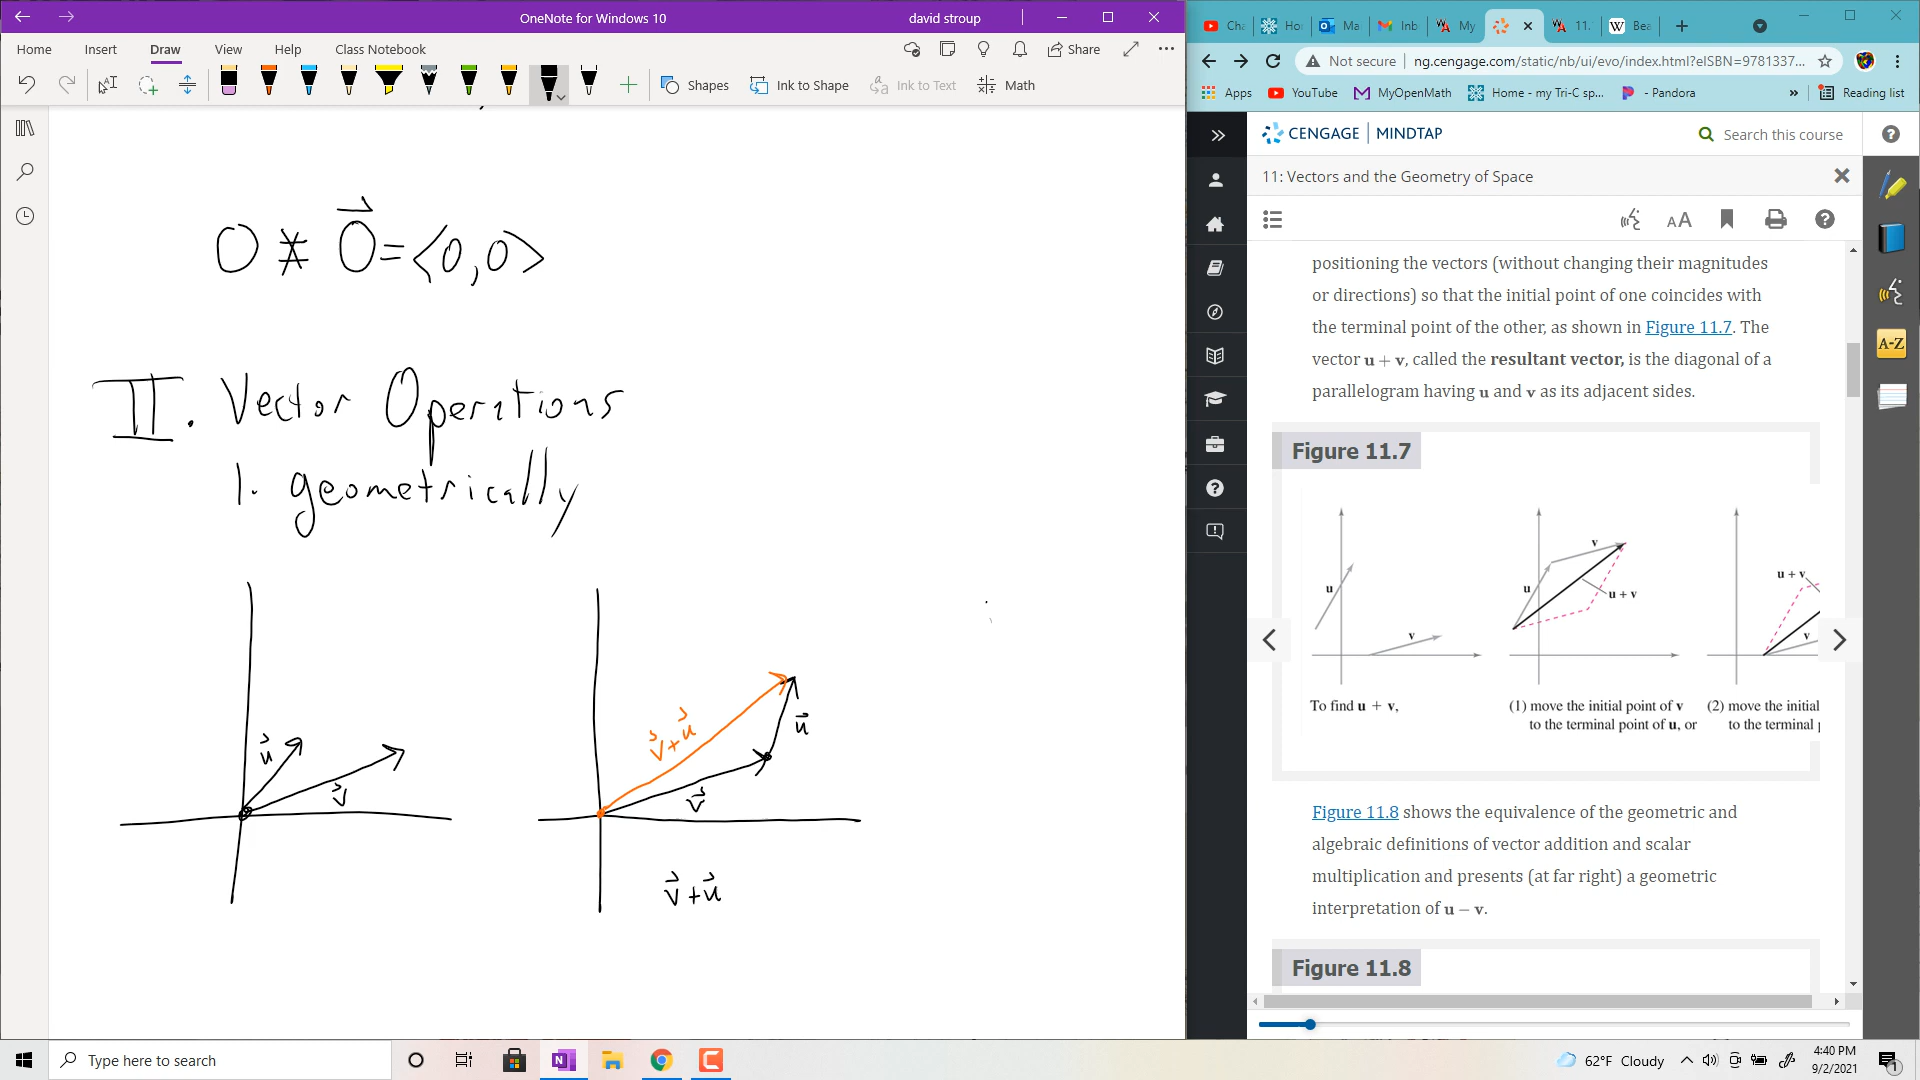 OneNote for Windows 10
david stroup
Home Insert Draw View Help Class Notebook
Share
Shapes Ink to Shape Ink to Text Math
0 * 0⃗ = <0,0>
II. Vector Operations
1. geometrically
u⃗
v⃗
v⃗+u⃗
u⃗
v⃗
v⃗+u⃗
Type here to search
Ch Ho Ma Inb My 11. Bea
Not secure ng.cengage.com/static/nb/ui/evo/index.html?eISBN=9781337...
Apps YouTube MyOpenMath Home - my Tri-C sp... - Pandora » Reading list
CENGAGE MINDTAP
Search this course
11: Vectors and the Geometry of Space
AA
positioning the vectors (without changing their magnitudes
or directions) so that the initial point of one coincides with
the terminal point of the other, as shown in Figure 11.7. The
vector u + v, called the resultant vector, is the diagonal of a
parallelogram having u and v as its adjacent sides.
A-Z
Figure 11.7
u
v
v
u
u + v
u + v
v
To find u + v,
(1) move the initial point of v
to the terminal point of u, or
(2) move the initial
to the terminal
Figure 11.8 shows the equivalence of the geometric and
algebraic definitions of vector addition and scalar
multiplication and presents (at far right) a geometric
interpretation of u − v.
Figure 11.8
62°F Cloudy
4:40 PM
9/2/2021
1